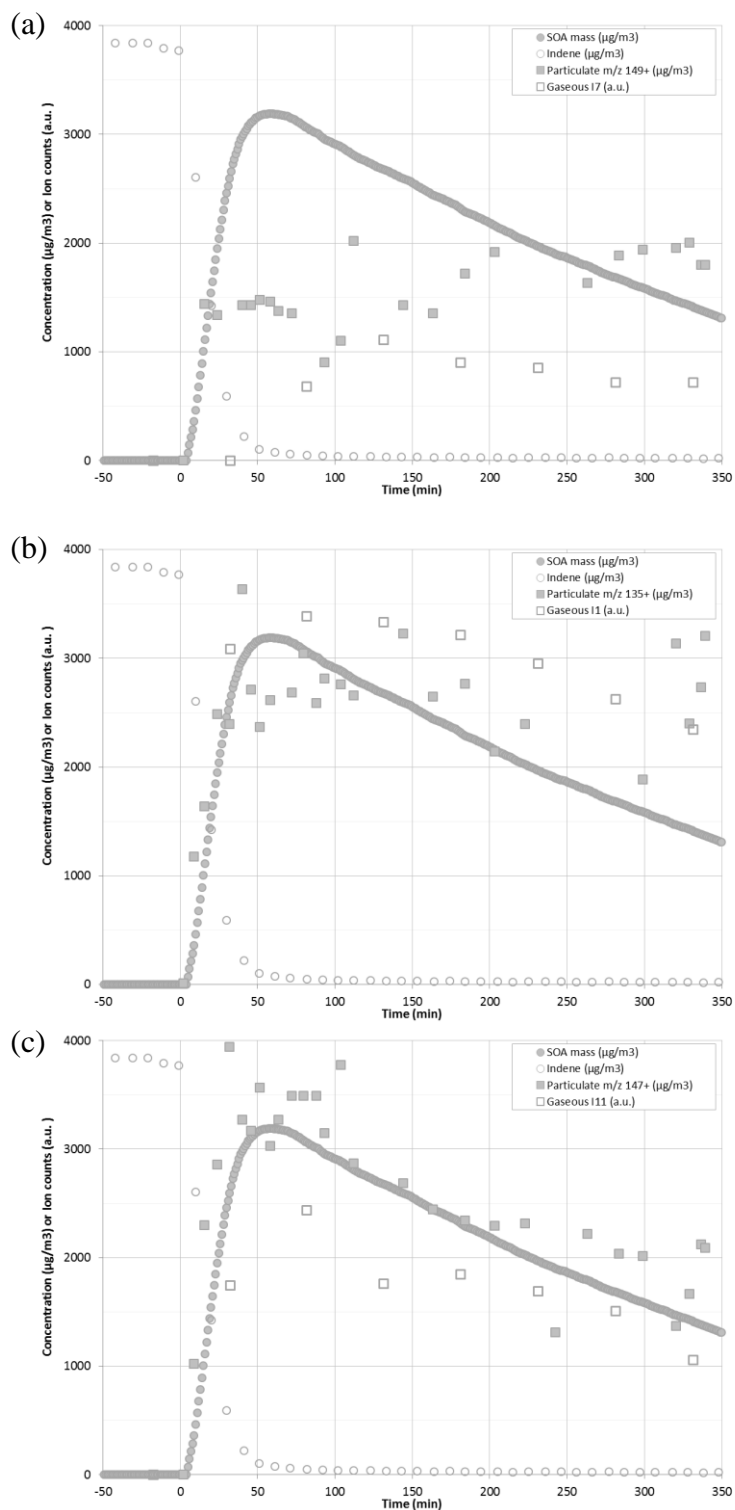 (a)
4000
3000
2000
1000
0
Concentration (µg/m3) or Ion counts (a.u. )
SOA mass (µg/m3)
Indene (µg/m3)
Particulate m/z 149+ (µg/m3)
Gaseous I7 (a.u.)
-50 0 50 100 150 200 250 300 350
Time (min)
(b)
4000
3000
2000
1000
0
Concentration (µg/m3) or Ion counts (a.u. )
SOA mass (µg/m3)
Indene (µg/m3)
Particulate m/z 135+ (µg/m3)
Gaseous I1 (a.u.)
-50 0 50 100 150 200 250 300 350
Time (min)
(c)
4000
3000
2000
1000
0
Concentration (µg/m3) or Ion counts (a.u. )
SOA mass (µg/m3)
Indene (µg/m3)
Particulate m/z 147+ (µg/m3)
Gaseous I11 (a.u.)
-50 0 50 100 150 200 250 300 350
Time (min)